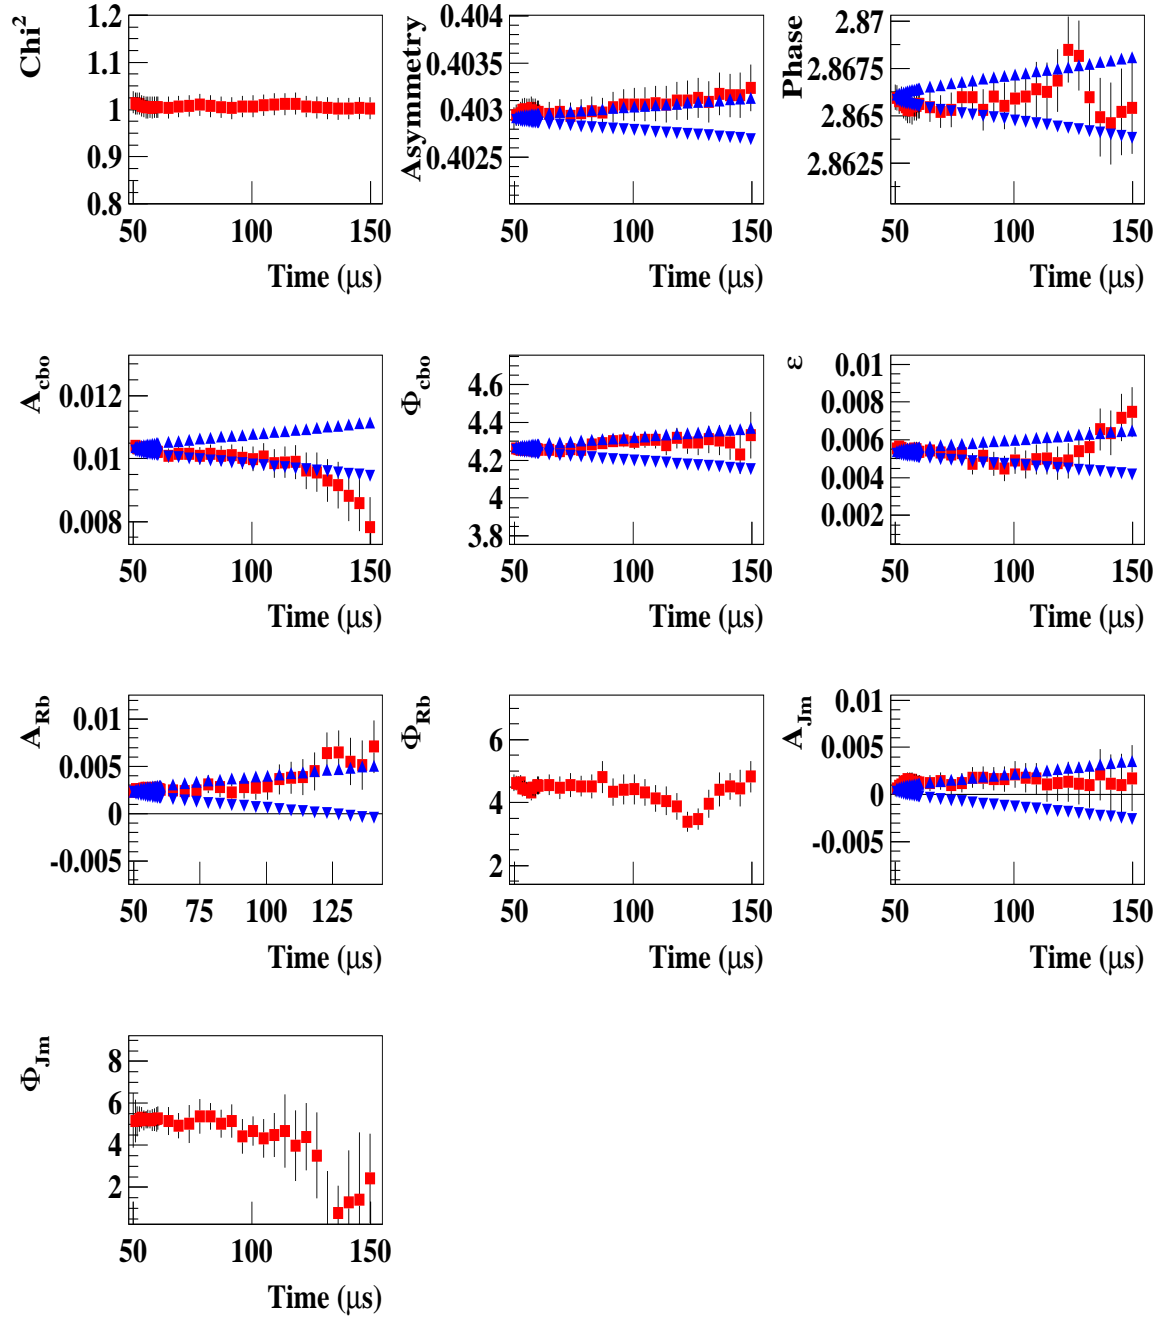 Chi²
1.2
1.1
1
0.9
0.8
50 100 150
Time (μs)
Asymmetry
0.404
0.4035
0.403
0.4025
50 100 150
Time (μs)
Phase
2.87
2.8675
2.865
2.8625
50 100 150
Time (μs)
A_cbo
0.012
0.01
0.008
50 100 150
Time (μs)
Φ_cbo
4.6
4.4
4.2
4
3.8
50 100 150
Time (μs)
ε
0.01
0.008
0.006
0.004
0.002
50 100 150
Time (μs)
A_Rb
0.01
0.005
0
-0.005
50 75 100 125
Time (μs)
Φ_Rb
6
4
2
50 100 150
Time (μs)
A_Jm
0.01
0.005
0
-0.005
50 100 150
Time (μs)
Φ_Jm
8
6
4
2
50 100 150
Time (μs)